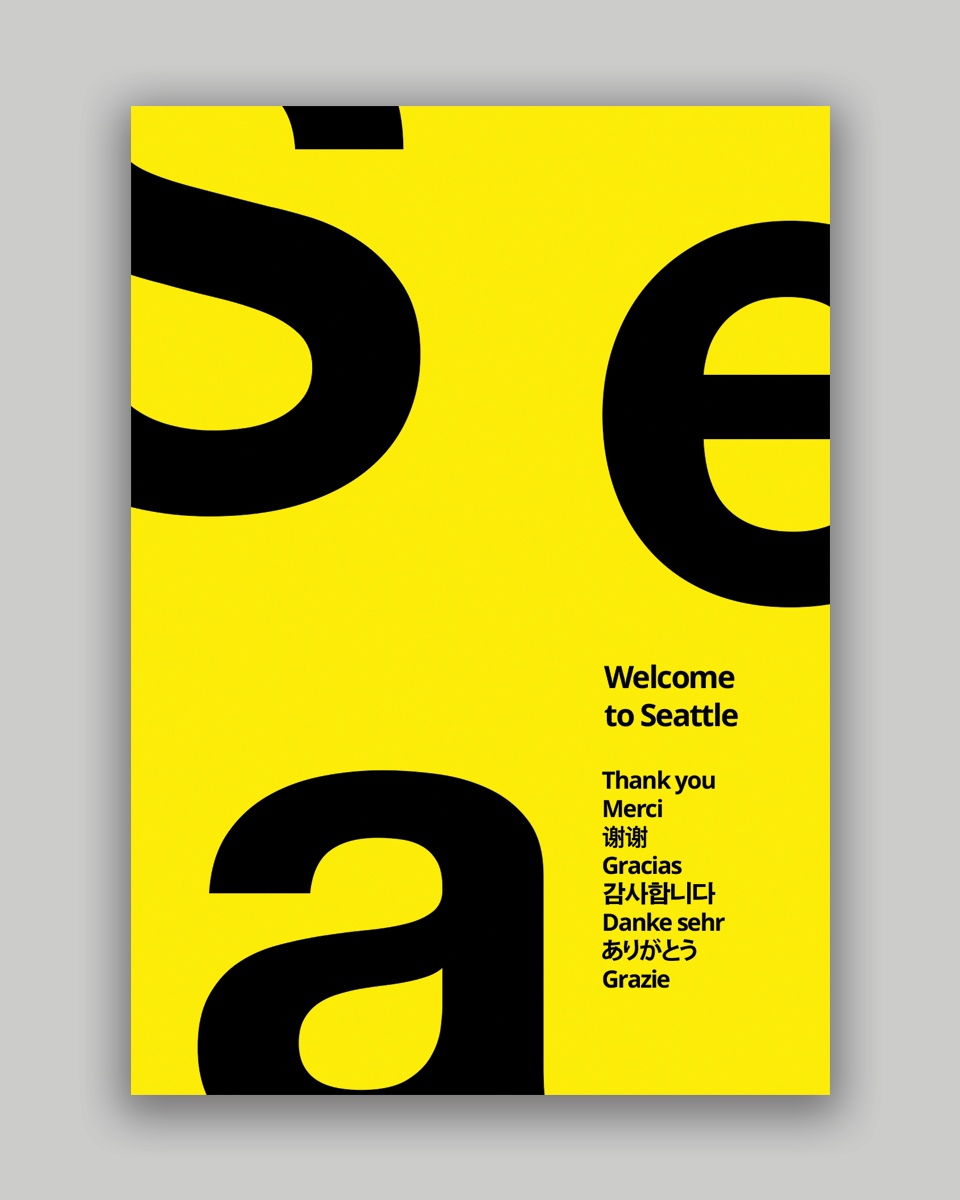 s
e
a
Welcome
to Seattle
Thank you
Merci
谢谢
Gracias
감사합니다
Danke sehr
ありがとう
Grazie